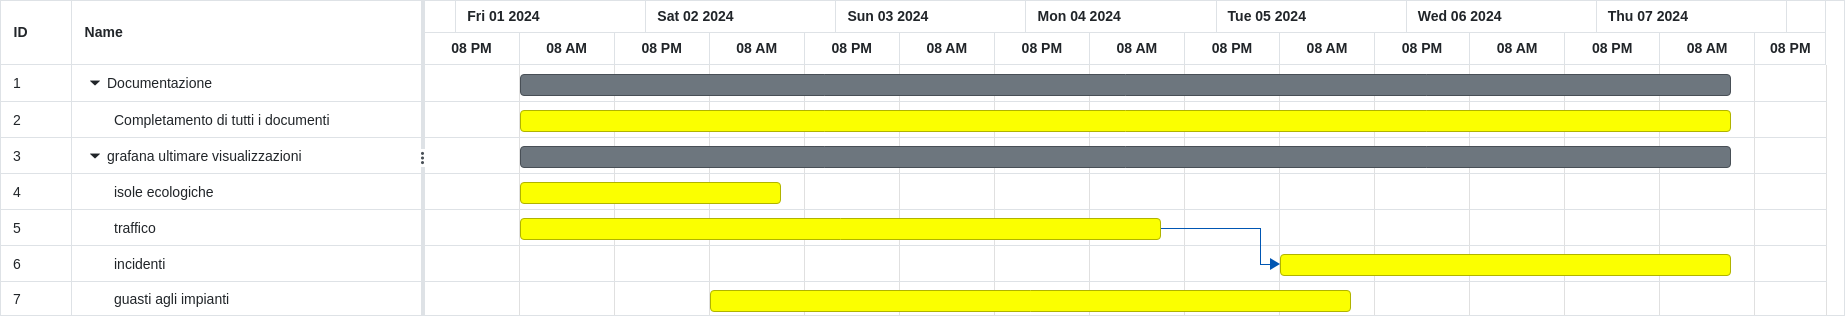 ID Name Fri 01 2024 Sat 02 2024 Sun 03 2024 Mon 04 2024 Tue 05 2024 Wed 06 2024 Thu 07 2024
08 PM 08 AM 08 PM 08 AM 08 PM 08 AM 08 PM 08 AM 08 PM 08 AM 08 PM 08 AM 08 PM 08 AM 08 PM
1 Documentazione
2 Completamento di tutti i documenti
3 grafana ultimare visualizzazioni
4 isole ecologiche
5 traffico
6 incidenti
7 guasti agli impianti